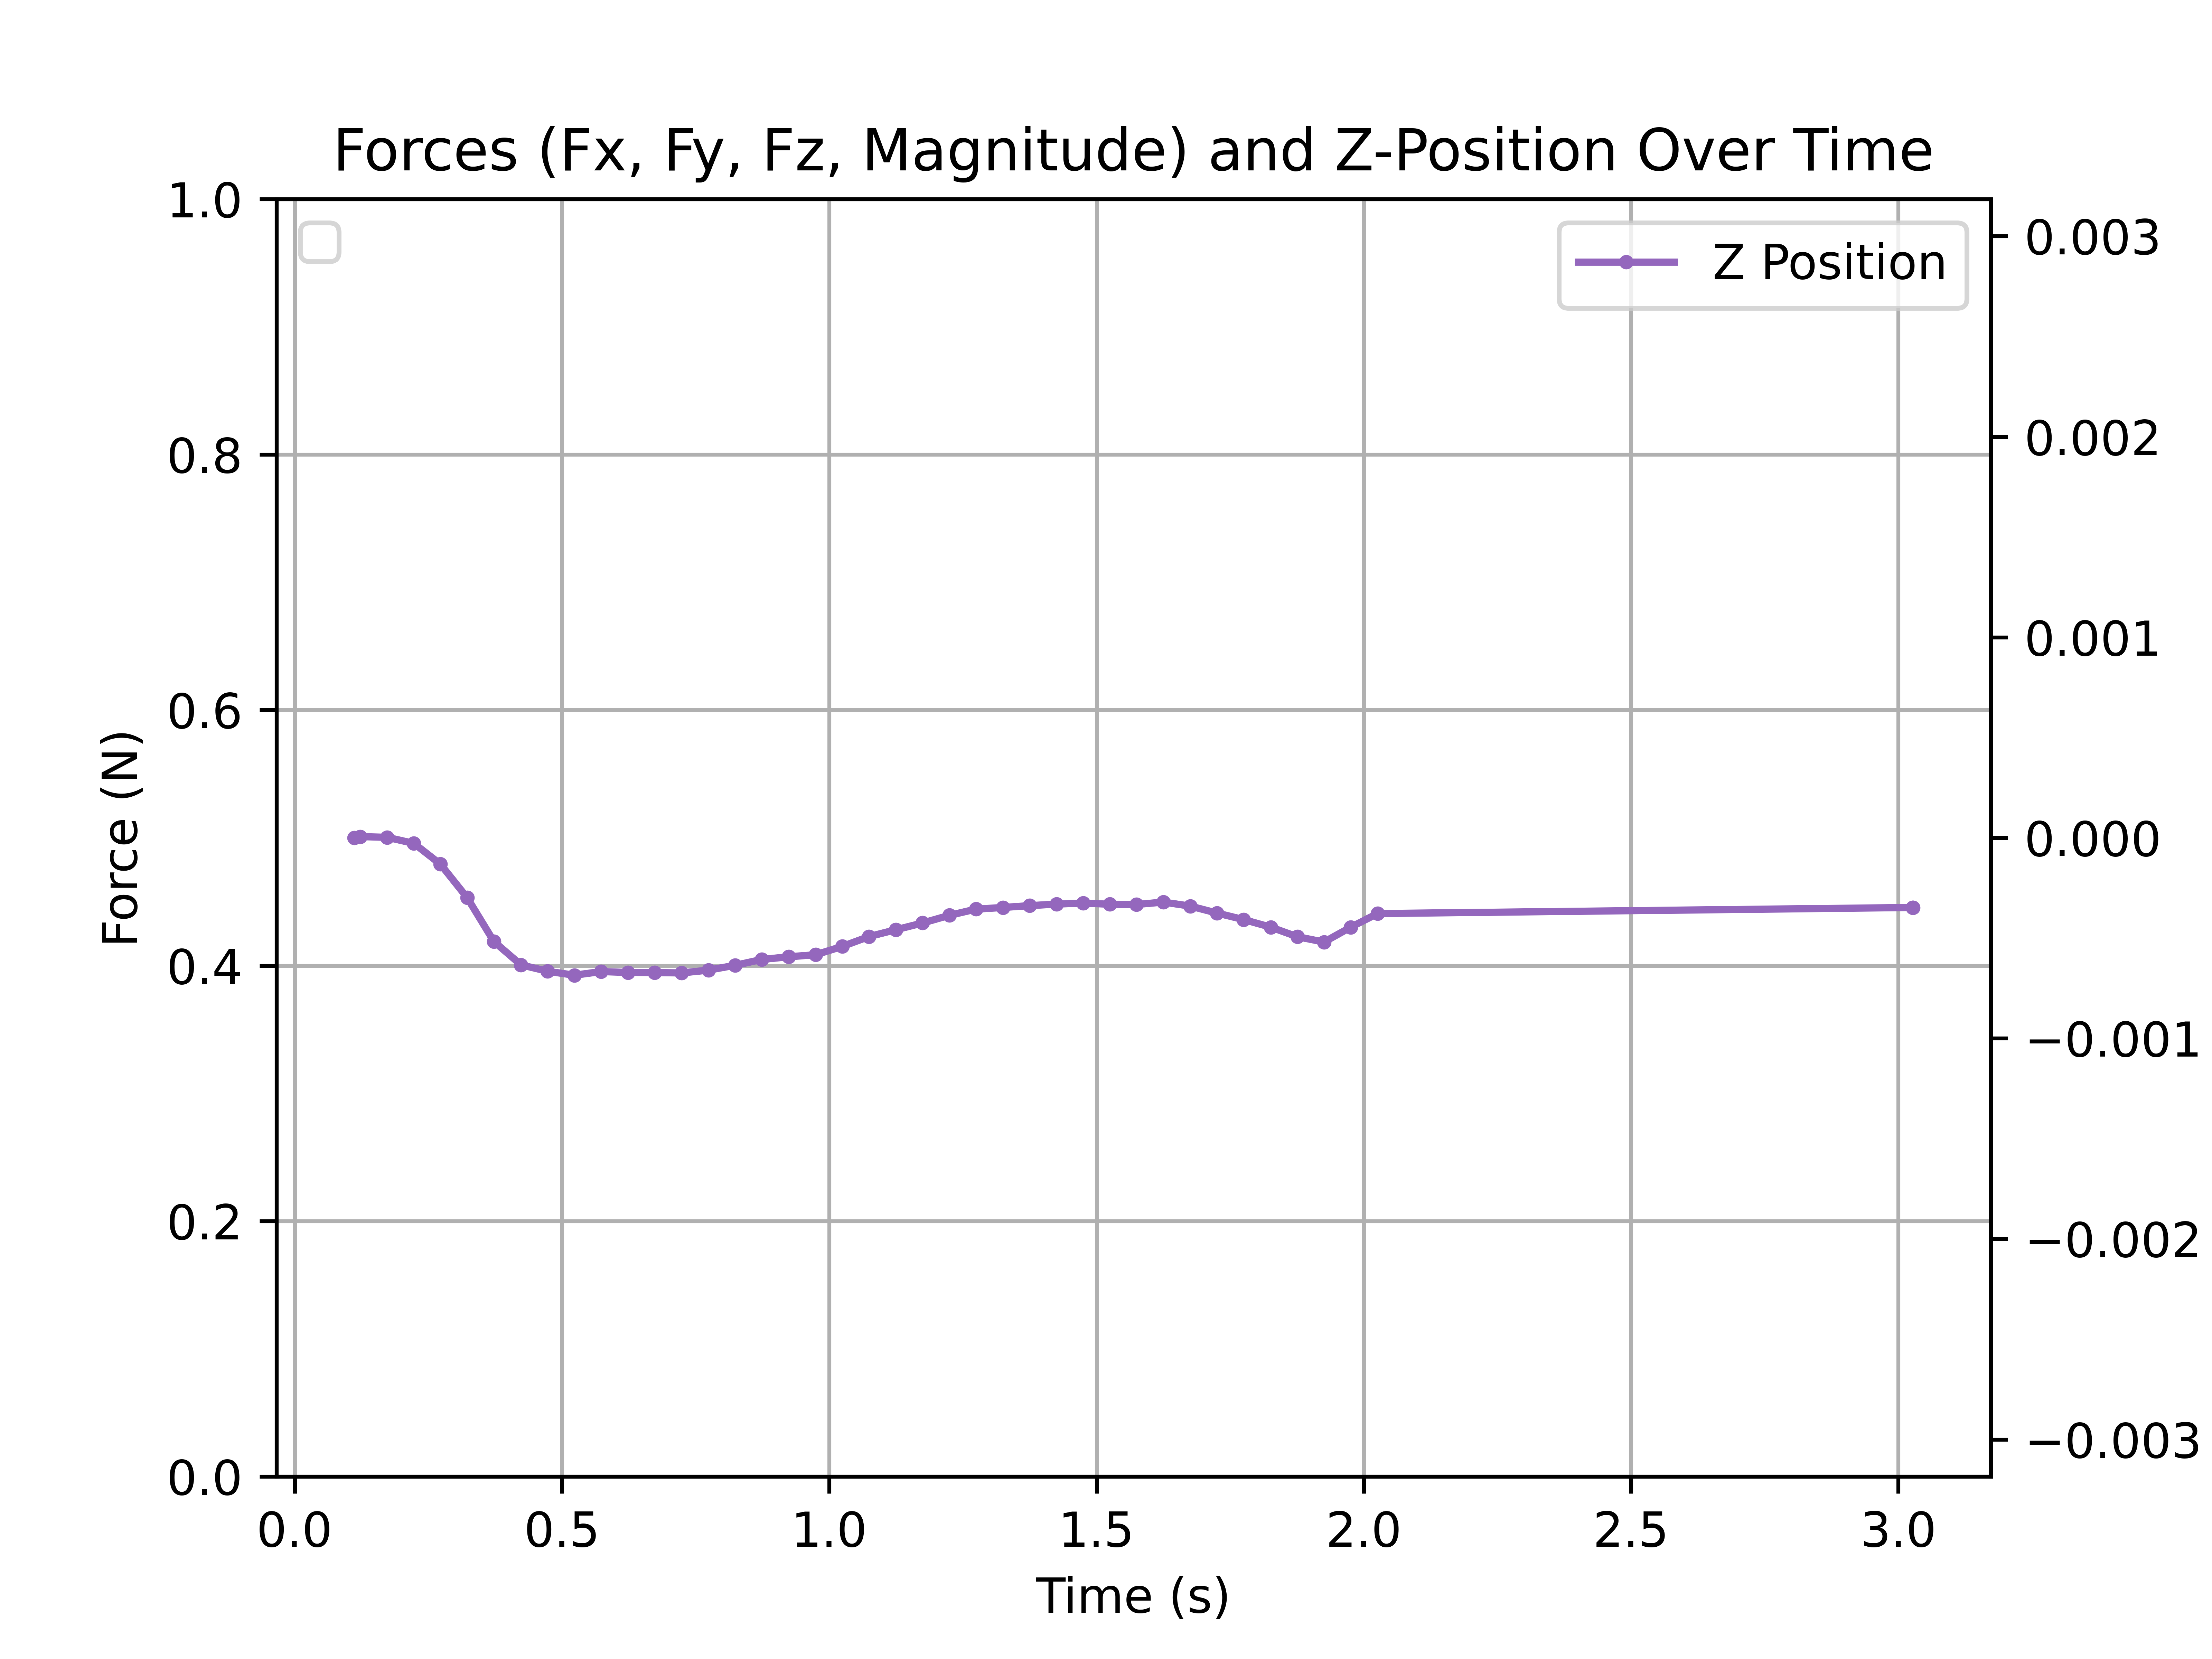 Forces (Fx, Fy, Fz, Magnitude) and Z-Position Over Time
Z Position
Force (N)
1.0
0.8
0.6
0.4
0.2
0.0
0.003
0.002
0.001
0.000
−0.001
−0.002
−0.003
0.0 0.5 1.0 1.5 2.0 2.5 3.0
Time (s)